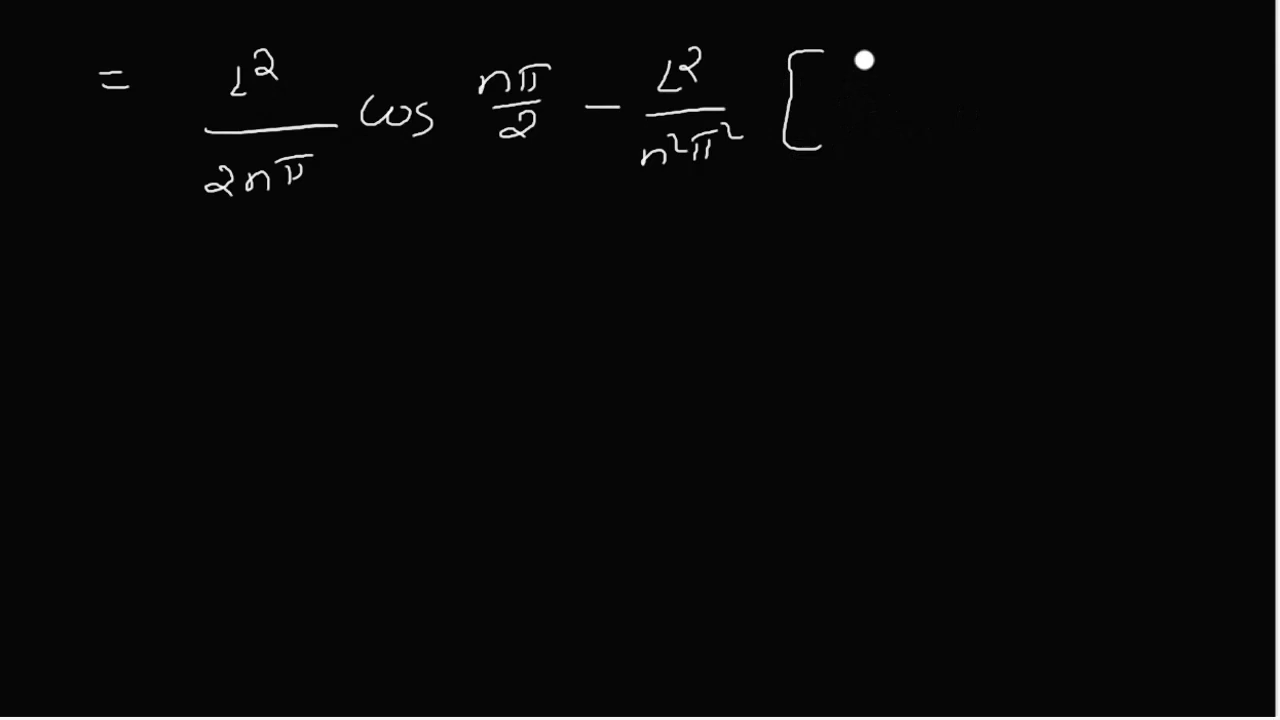 = L²/2nπ cos nπ/2 − L²/n²π² [